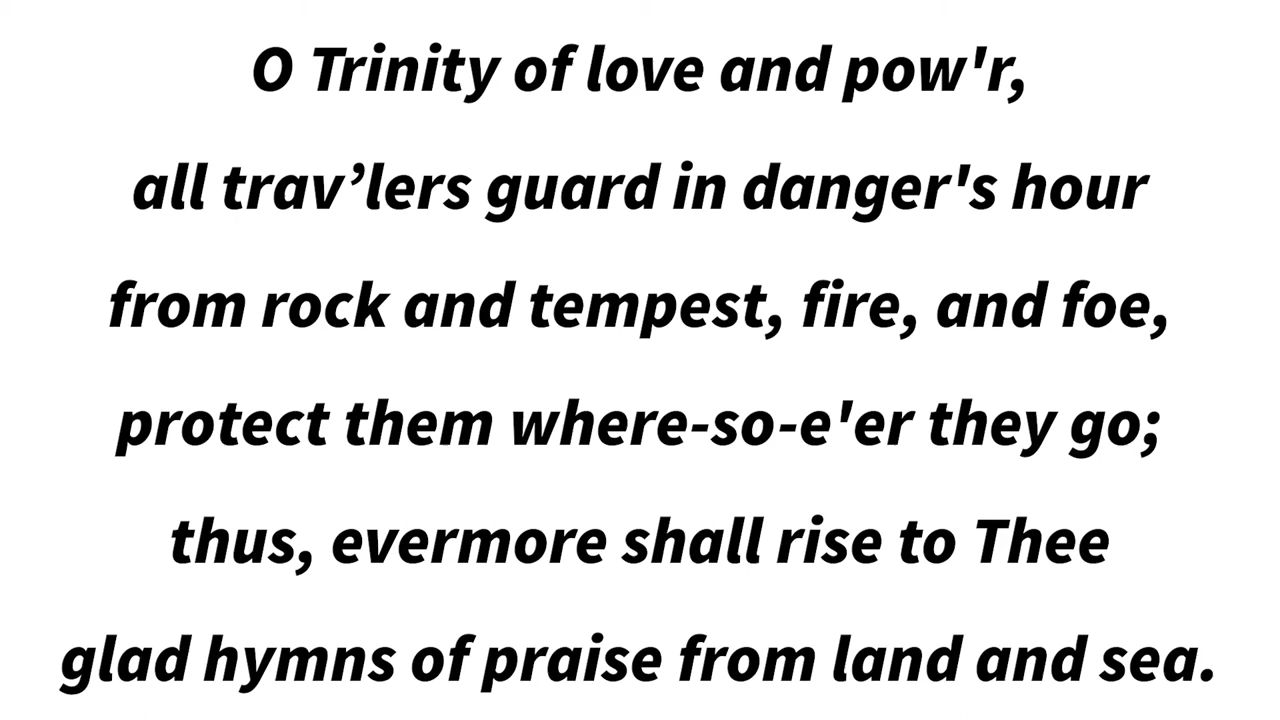 O Trinity of love and pow'r,
all trav’lers guard in danger's hour
from rock and tempest, fire, and foe,
protect them where-so-e'er they go;
thus, evermore shall rise to Thee
glad hymns of praise from land and sea.